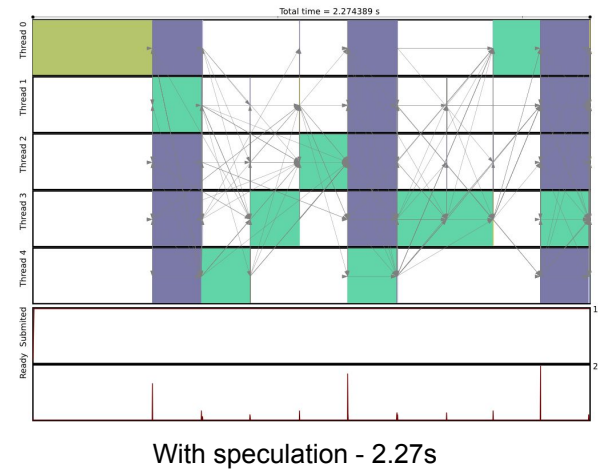 Total time = 2.274389 s
Thread 0
Thread 1
Thread 2
Thread 3
Thread 4
Submited
1
Ready
2
With speculation - 2.27s